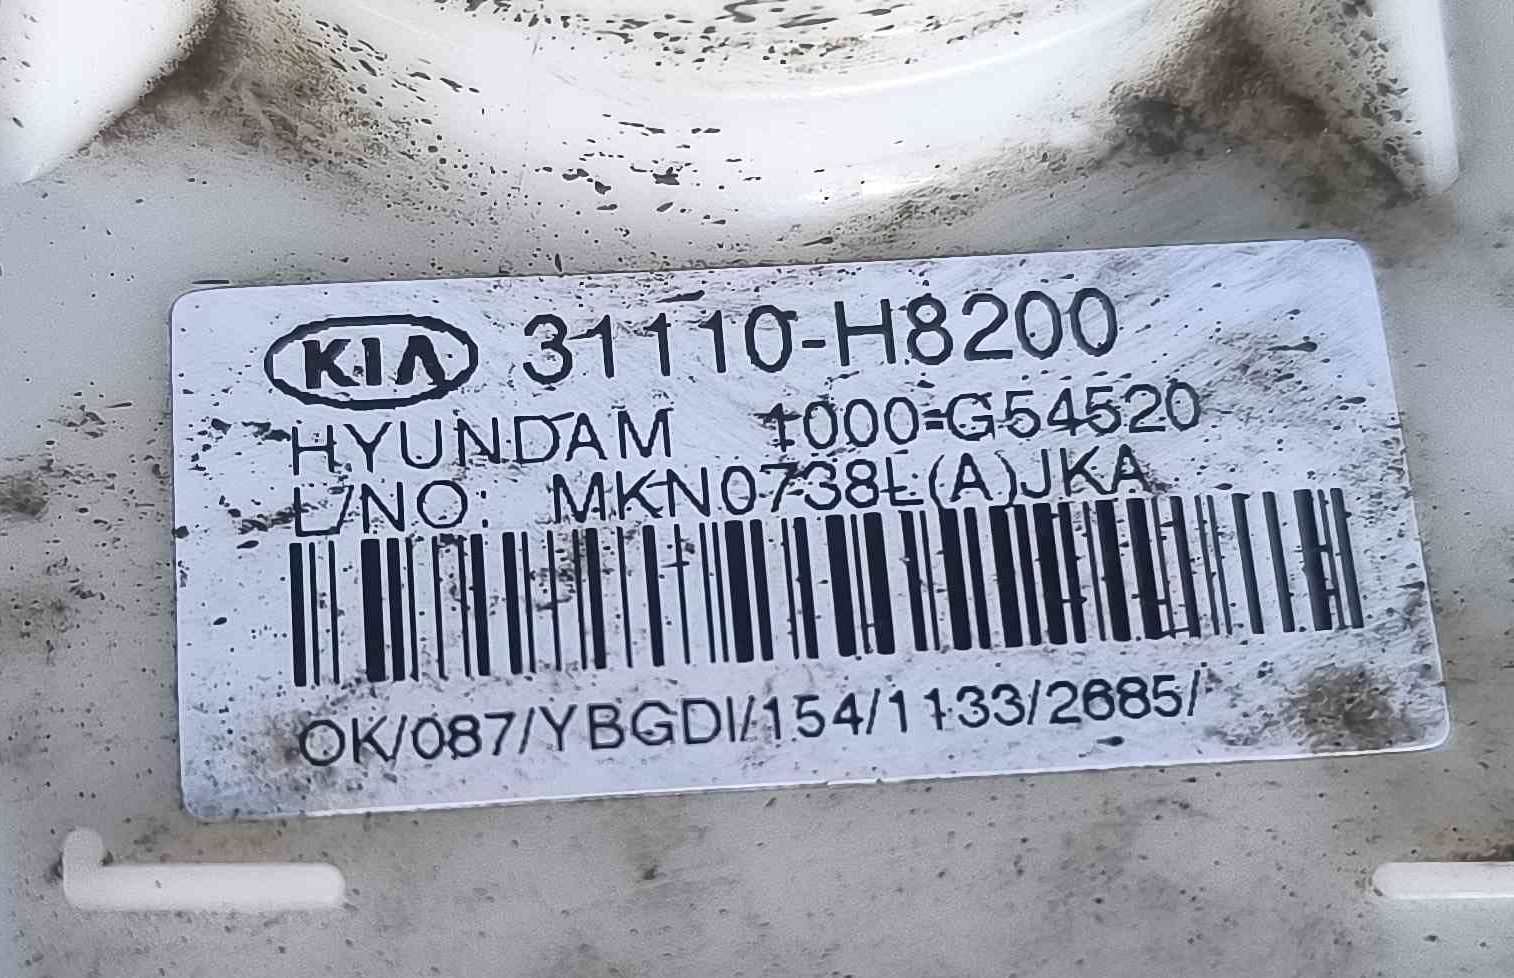 KIA 31110-H8200
HYUNDAM 1000-G54520
L/NO: MKN0738L(A)JKA
OK/087/YBGDI/154/1133/2685/